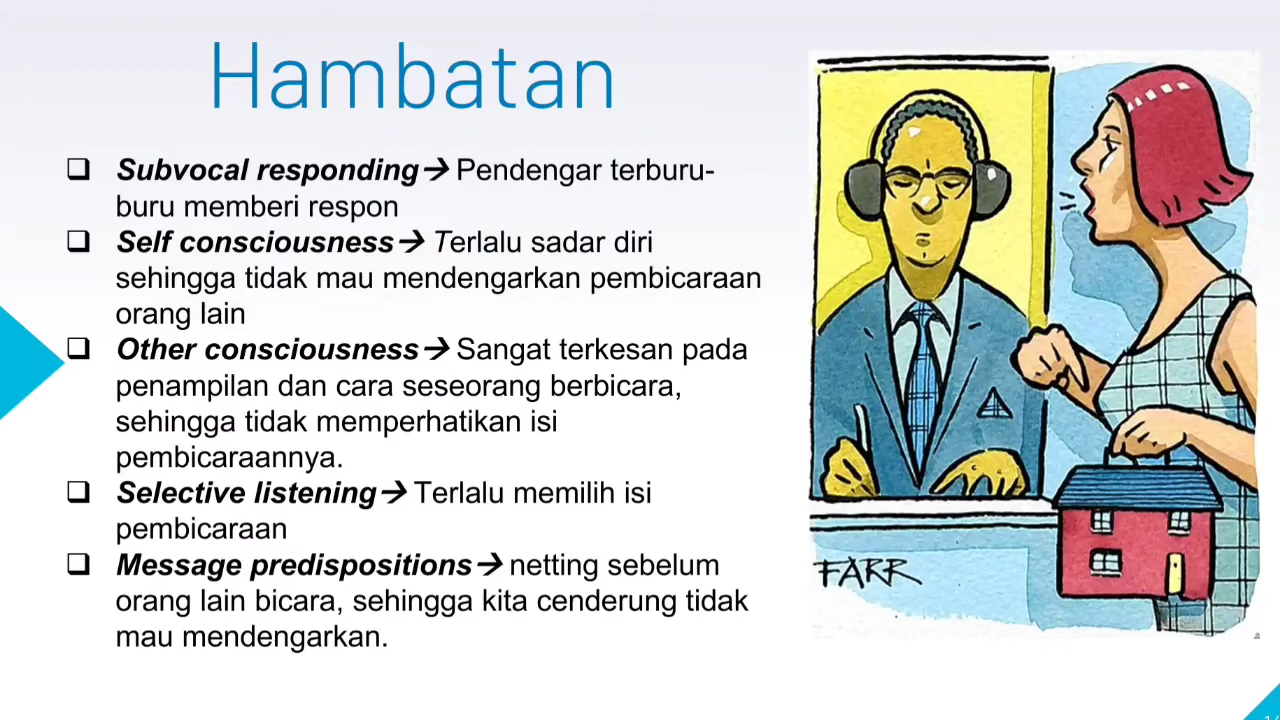 Hambatan
❑ Subvocal responding→ Pendengar terburu-
buru memberi respon
❑ Self consciousness→ Terlalu sadar diri
sehingga tidak mau mendengarkan pembicaraan
orang lain
❑ Other consciousness→ Sangat terkesan pada
penampilan dan cara seseorang berbicara,
sehingga tidak memperhatikan isi
pembicaraannya.
❑ Selective listening→ Terlalu memilih isi
pembicaraan
❑ Message predispositions→ netting sebelum
orang lain bicara, sehingga kita cenderung tidak
mau mendengarkan.
FARR